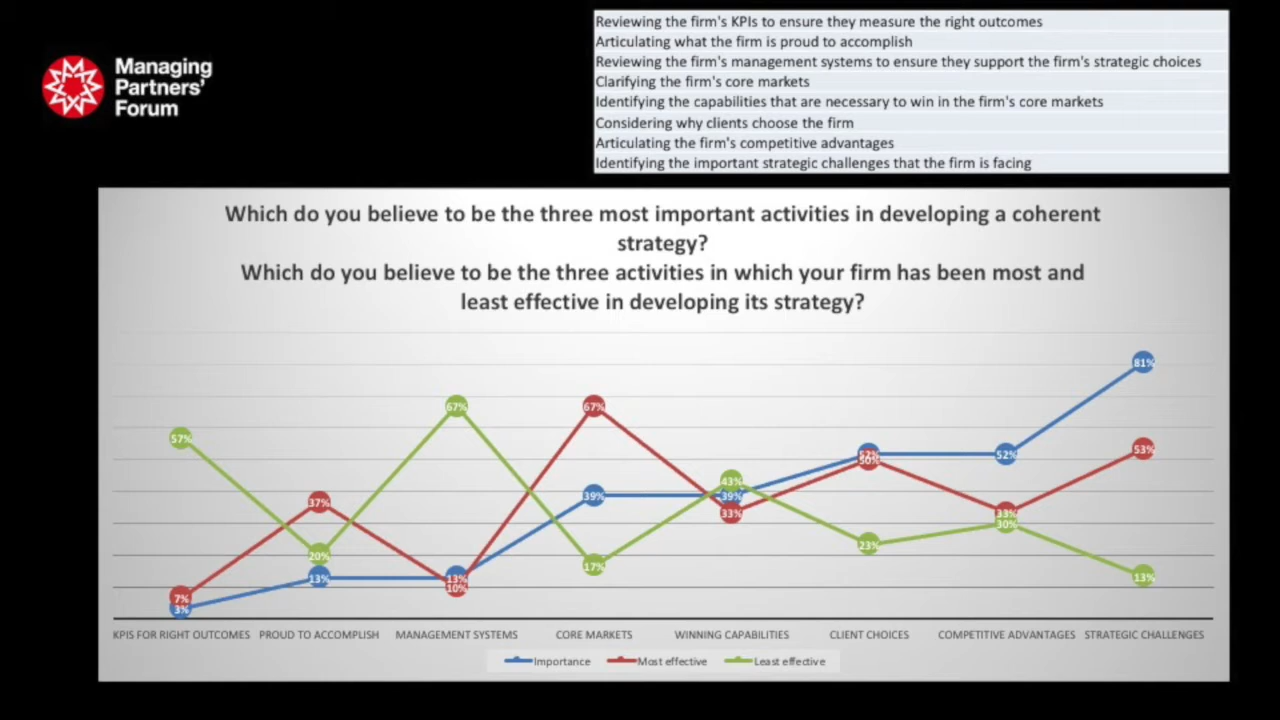 Managing
Partners'
Forum
Reviewing the firm's KPIs to ensure they measure the right outcomes
Articulating what the firm is proud to accomplish
Reviewing the firm's management systems to ensure they support the firm's strategic choices
Clarifying the firm's core markets
Identifying the capabilities that are necessary to win in the firm's core markets
Considering why clients choose the firm
Articulating the firm's competitive advantages
Identifying the important strategic challenges that the firm is facing
Which do you believe to be the three most important activities in developing a coherent
strategy?
Which do you believe to be the three activities in which your firm has been most and
least effective in developing its strategy?
81%
67% 67%
57%
53%
52% 52%
50%
43%
39% 39%
37%
33% 33%
30%
23%
20%
17%
13% 13% 13%
10%
7%
3%
KPIS FOR RIGHT OUTCOMES PROUD TO ACCOMPLISH MANAGEMENT SYSTEMS CORE MARKETS WINNING CAPABILITIES CLIENT CHOICES COMPETITIVE ADVANTAGES STRATEGIC CHALLENGES
Importance Most effective Least effective